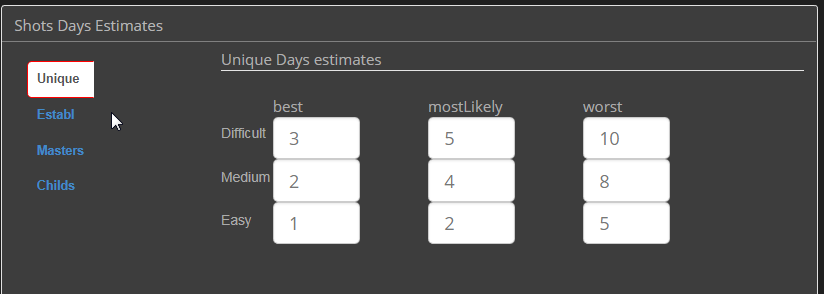 Shots Days Estimates
Unique
Establ
Masters
Childs
Unique Days estimates
best mostLikely worst
Difficult 3 5 10
Medium 2 4 8
Easy 1 2 5